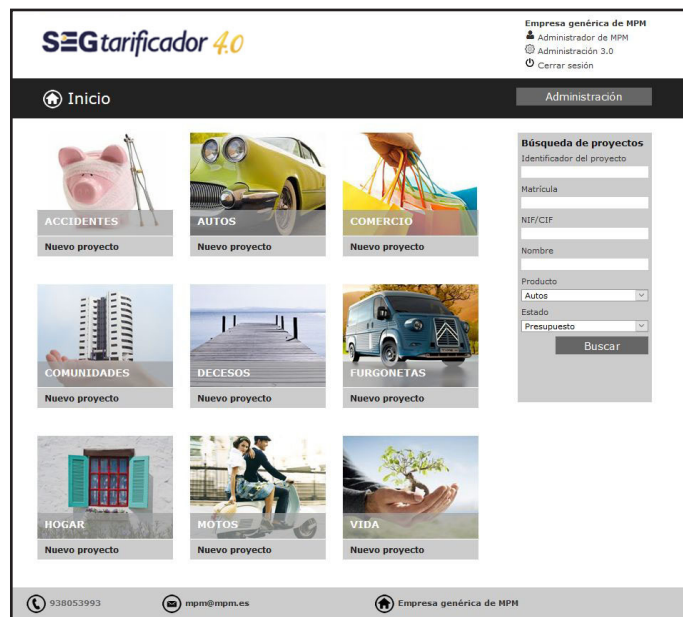 SEGtarificador 4.0
Empresa genérica de MPM
Administrador de MPM
Administración 3.0
Cerrar sesión
Inicio
Administración
ACCIDENTES
Nuevo proyecto
AUTOS
Nuevo proyecto
COMERCIO
Nuevo proyecto
COMUNIDADES
Nuevo proyecto
DECESOS
Nuevo proyecto
FURGONETAS
Nuevo proyecto
HOGAR
Nuevo proyecto
MOTOS
Nuevo proyecto
VIDA
Nuevo proyecto
Búsqueda de proyectos
Identificador del proyecto
Matrícula
NIF/CIF
Nombre
Producto
Autos
Estado
Presupuesto
Buscar
938053993
mpm@mpm.es
Empresa genérica de MPM